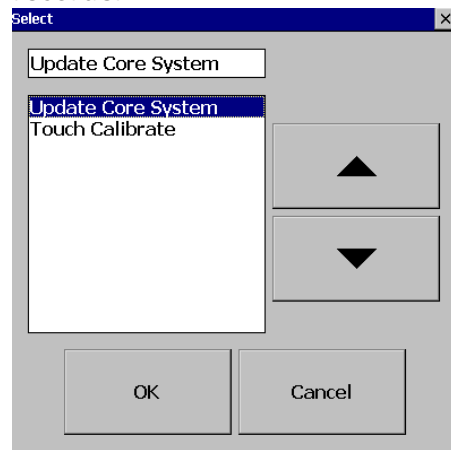 Select
Update Core System
Update Core System
Touch Calibrate
OK
Cancel